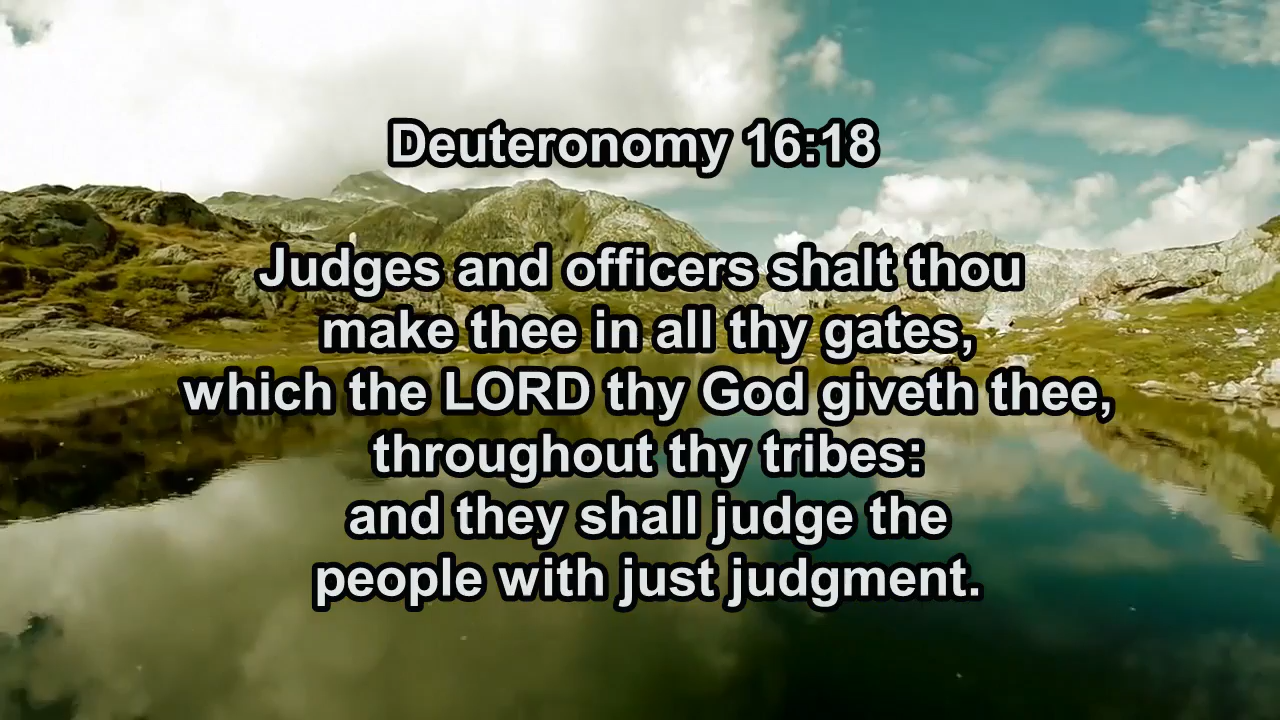 Deuteronomy 16:18
Judges and officers shalt thou
make thee in all thy gates,
which the LORD thy God giveth thee,
throughout thy tribes:
and they shall judge the
people with just judgment.